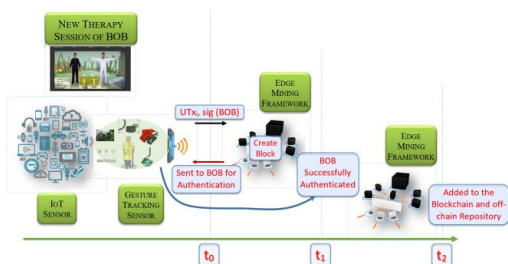 NEW THERAPY
SESSION OF BOB
UTxᵢ, sig (BOB)
EDGE
MINING
FRAMEWORK
Create
Block
Sent to BOB for
Authentication
BOB
Successfully
Authenticated
EDGE
MINING
FRAMEWORK
Added to the
Blockchain and off-
chain Repository
IOT
SENSOR
GESTURE
TRACKING
SENSOR
t₀
t₁
t₂